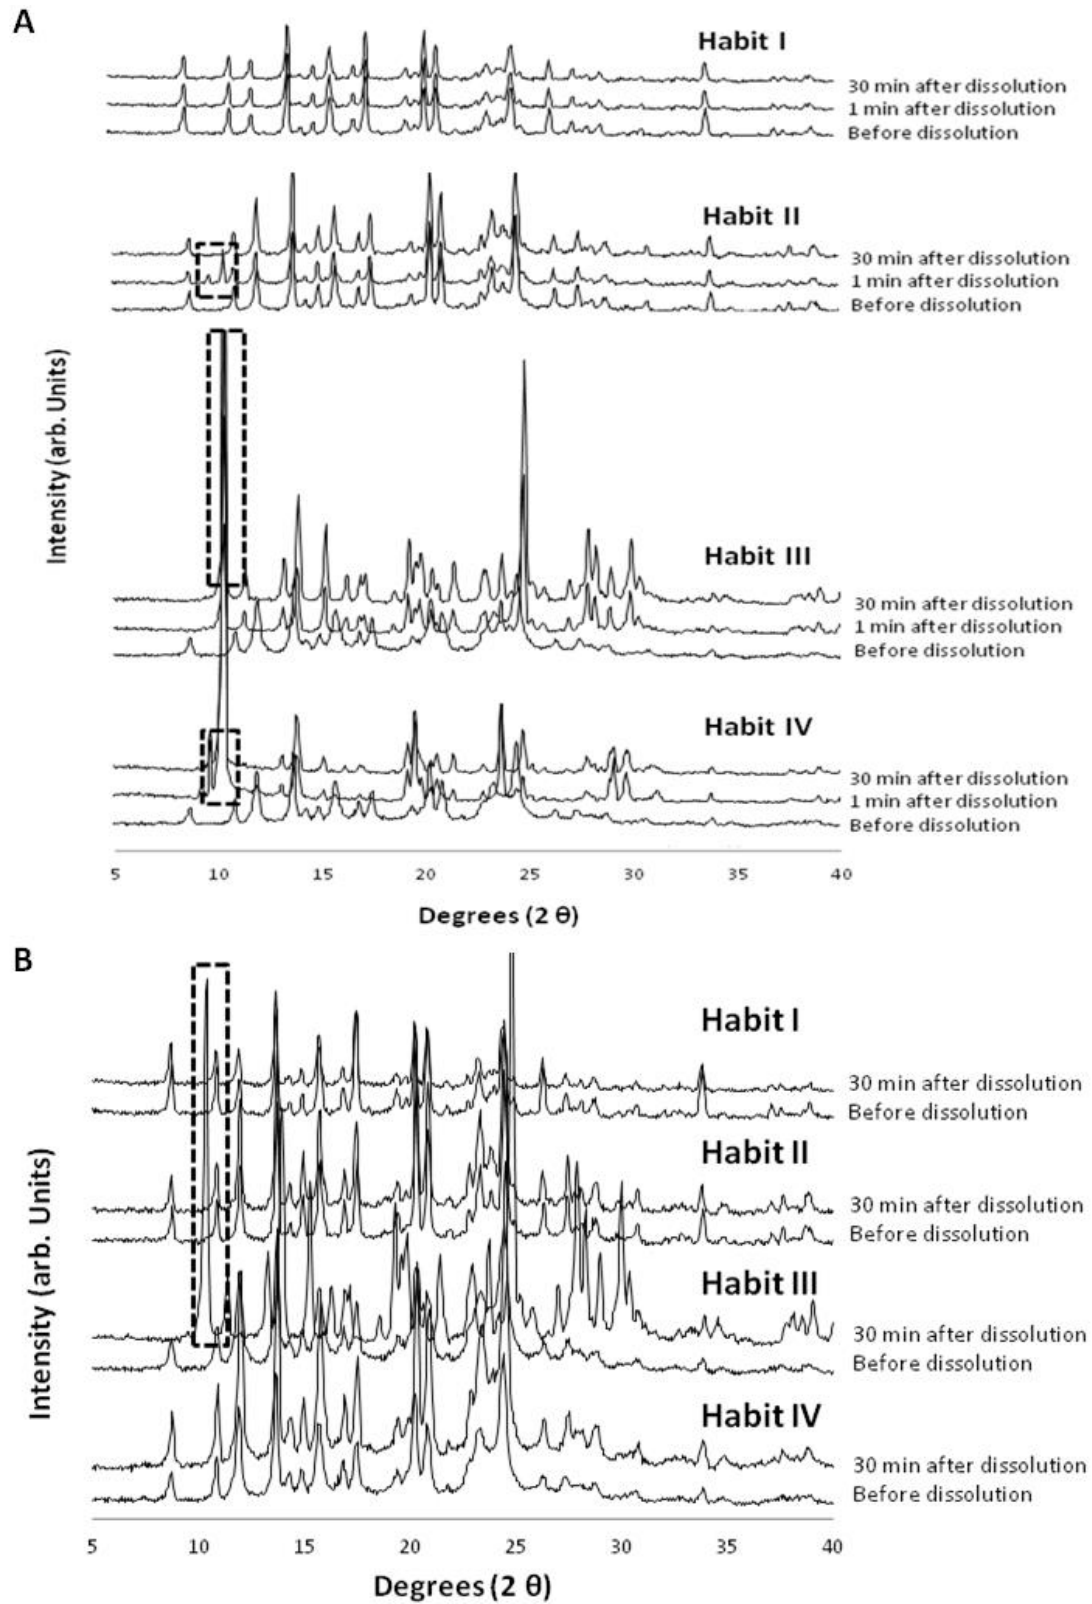 A
Habit I
30 min after dissolution
1 min after dissolution
Before dissolution
Habit II
30 min after dissolution
1 min after dissolution
Before dissolution
Intensity (arb. Units)
Habit III
30 min after dissolution
1 min after dissolution
Before dissolution
Habit IV
30 min after dissolution
1 min after dissolution
Before dissolution
5 10 15 20 25 30 35 40
Degrees (2 θ)
B
Habit I
30 min after dissolution
Before dissolution
Habit II
30 min after dissolution
Before dissolution
Intensity (arb. Units)
Habit III
30 min after dissolution
Before dissolution
Habit IV
30 min after dissolution
Before dissolution
5 10 15 20 25 30 35 40
Degrees (2 θ)